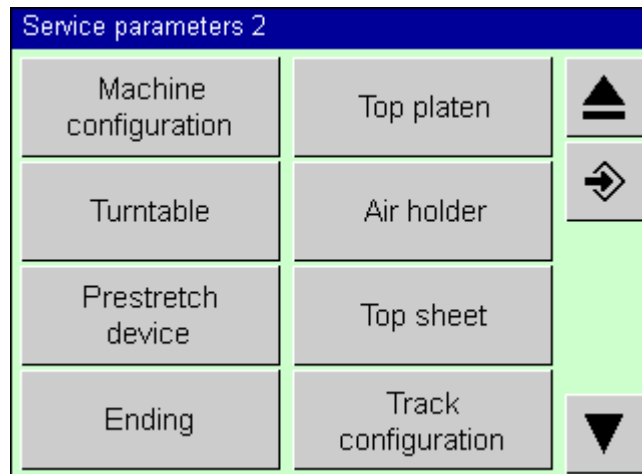 Service parameters 2
Machine
configuration
Top platen
Turntable
Air holder
Prestretch
device
Top sheet
Ending
Track
configuration